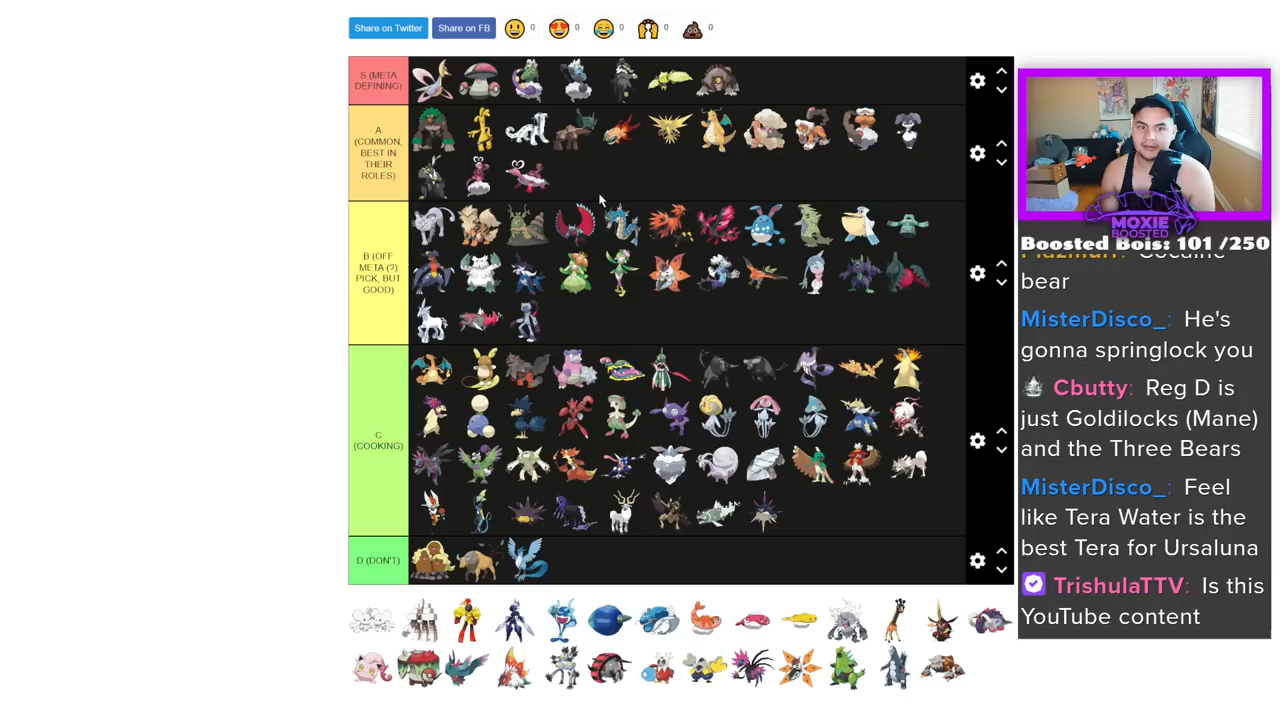 Share on Twitter
Share on FB
0
0
0
0
0
S (META
DEFINING)
A
(COMMON,
BEST IN
THEIR
ROLES)
B (OFF
META (?)
PICK, BUT
GOOD)
C
(COOKING)
D (DON'T)
MOXIE
BOOSTED
Boosted Bois: 101 /250
Cocaine
bear
MisterDisco_: He's
gonna springlock you
Cbutty: Reg D is
just Goldilocks (Mane)
and the Three Bears
MisterDisco_: Feel
like Tera Water is the
best Tera for Ursaluna
TrishulaTTV: Is this
YouTube content